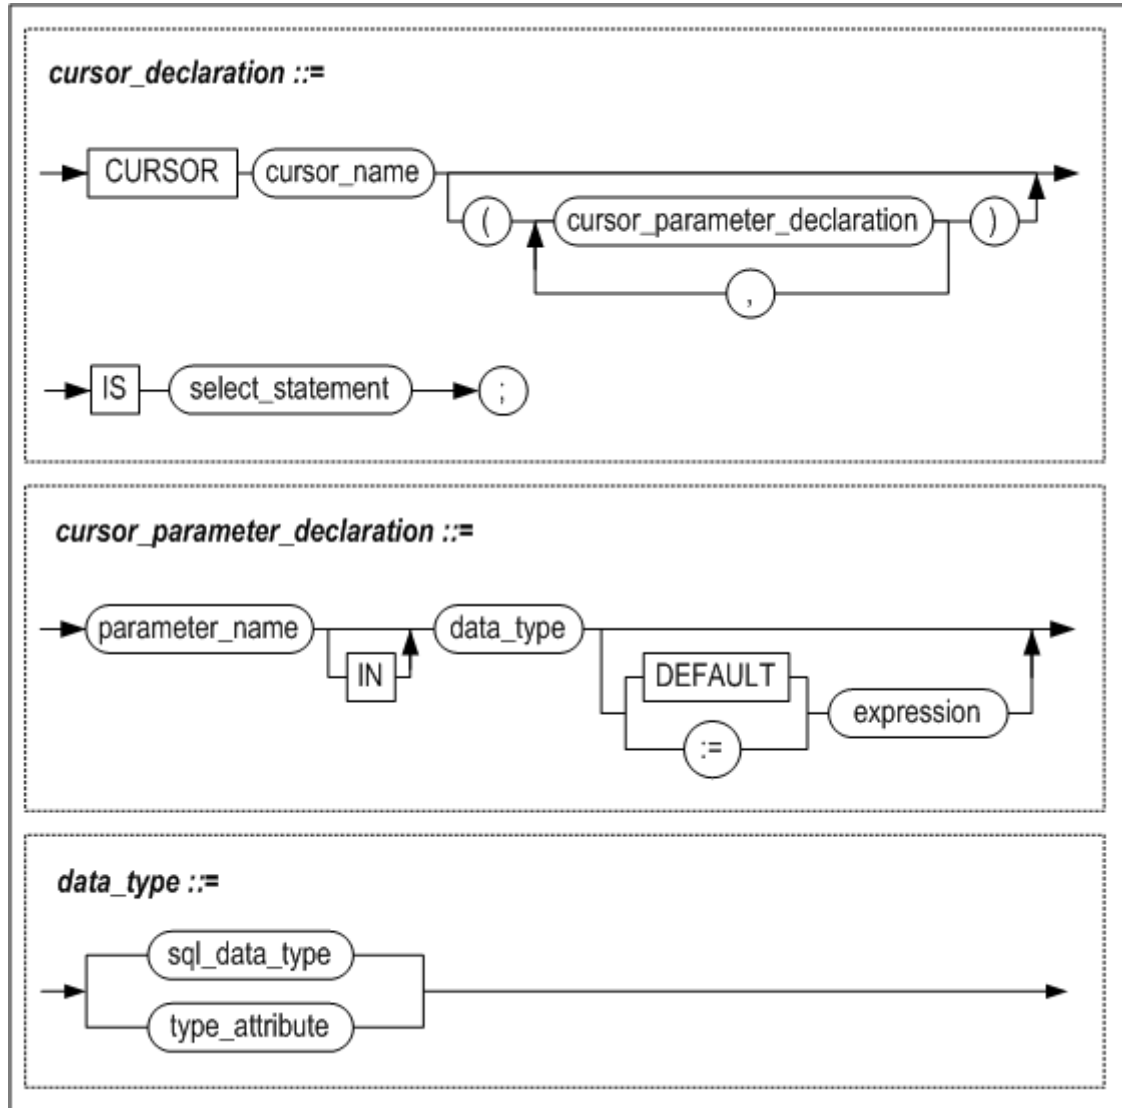 cursor_declaration ::=
CURSOR cursor_name
( cursor_parameter_declaration )
,
IS select_statement ;
cursor_parameter_declaration ::=
parameter_name data_type
IN DEFAULT
expression
:=
data_type ::=
sql_data_type
type_attribute